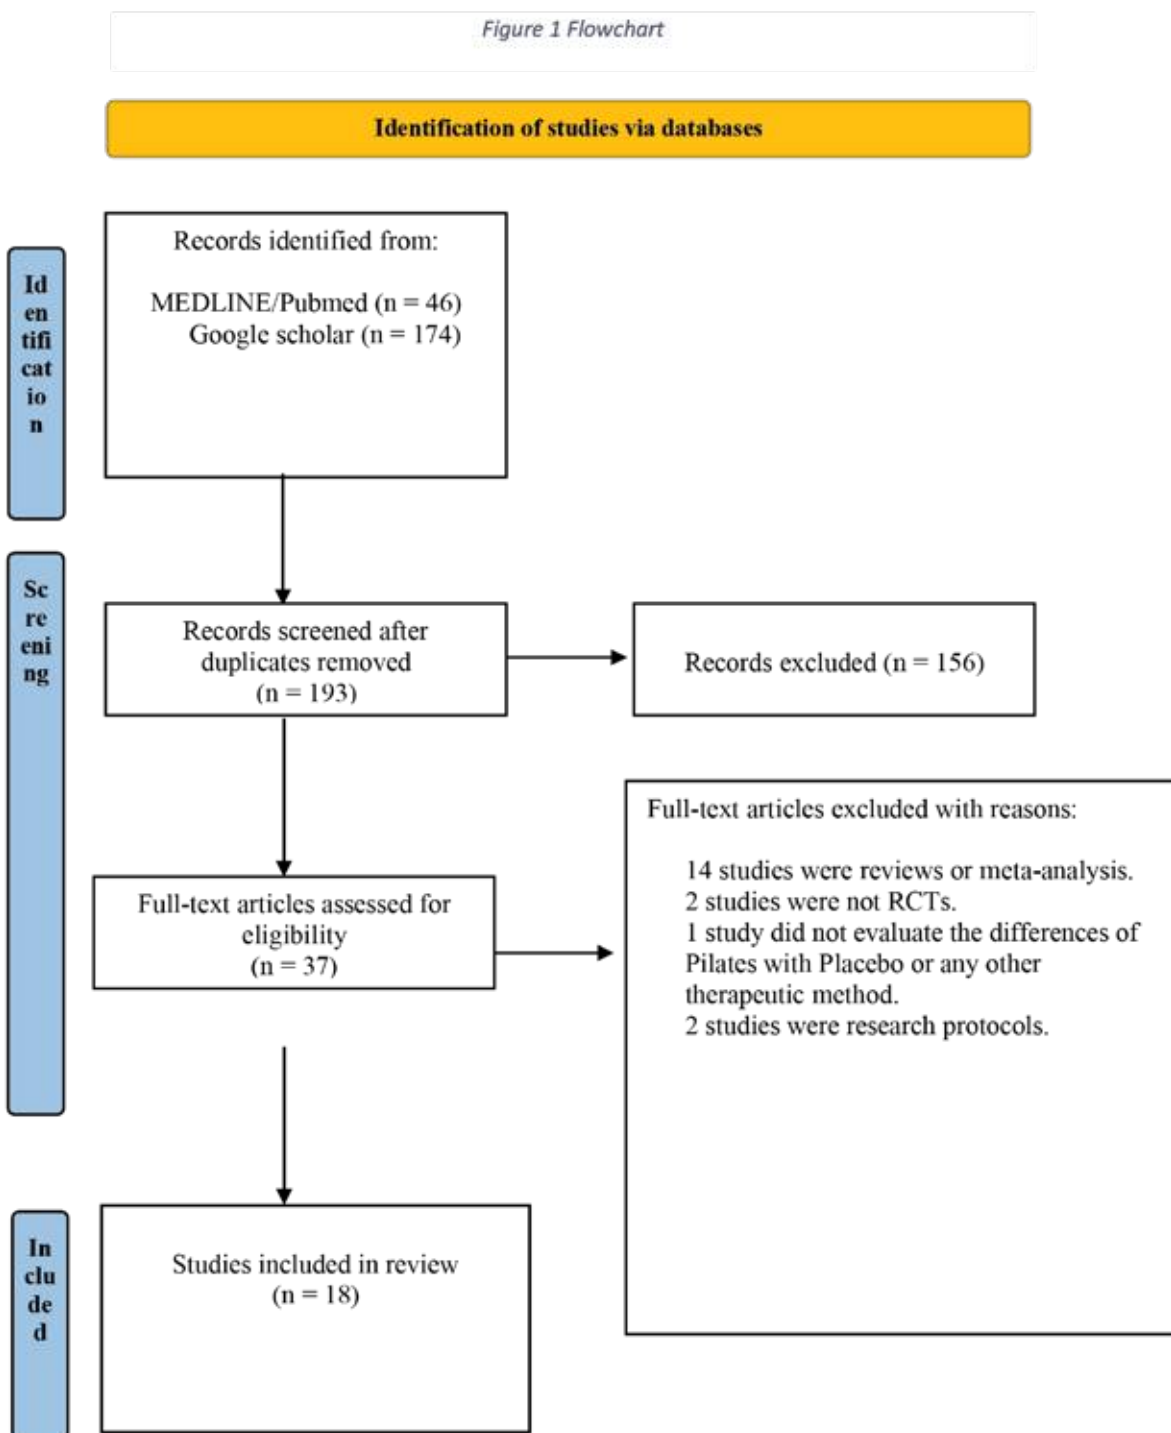 Figure 1 Flowchart
Identification of studies via databases
Id
en
tifi
cat
io
n
Records identified from:
MEDLINE/Pubmed (n = 46)
Google scholar (n = 174)
Sc
re
eni
ng
Records screened after
duplicates removed
(n = 193)
Records excluded (n = 156)
Full-text articles assessed for
eligibility
(n = 37)
Full-text articles excluded with reasons:
14 studies were reviews or meta-analysis.
2 studies were not RCTs.
1 study did not evaluate the differences of
Pilates with Placebo or any other
therapeutic method.
2 studies were research protocols.
In
clu
de
d
Studies included in review
(n = 18)